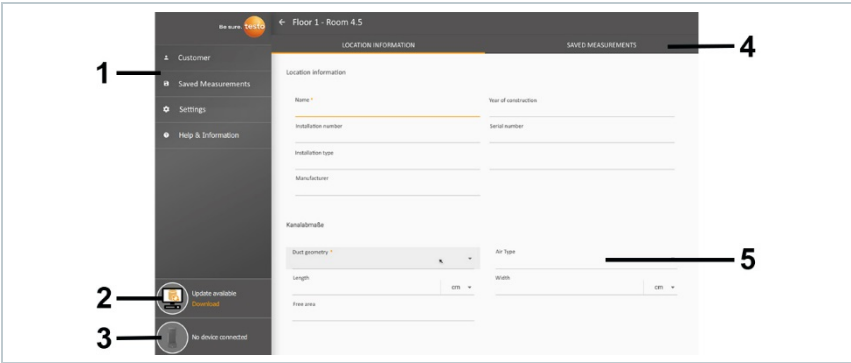 Be sure. testo
← Floor 1 - Room 4.5
LOCATION INFORMATION
SAVED MEASUREMENTS
4
1
Customer
Saved Measurements
Settings
Help & Information
Location information
Name *
Year of construction
Installation number
Serial number
Installation type
Manufacturer
Kanalabmaße
Duct geometry *
Air Type
5
Length
cm
Width
cm
Free area
2
Update available
Download
3
No device connected